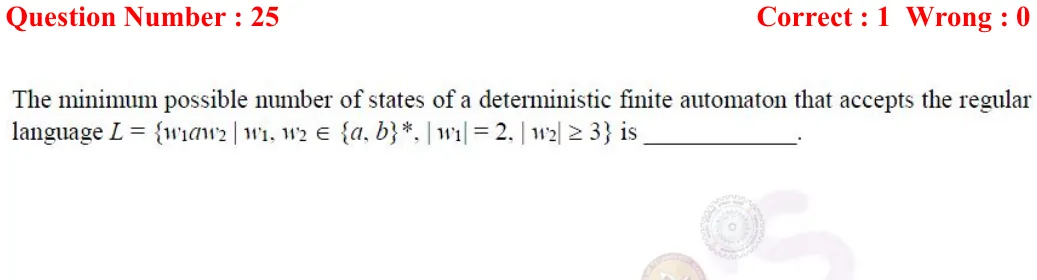 Question Number : 25 Correct : 1 Wrong : 0
The minimum possible number of states of a deterministic finite automaton that accepts the regular
language L = {w₁aw₂ | w₁, w₂ ∈ {a, b}*, | w₁| = 2, | w₂| ≥ 3} is ______________.